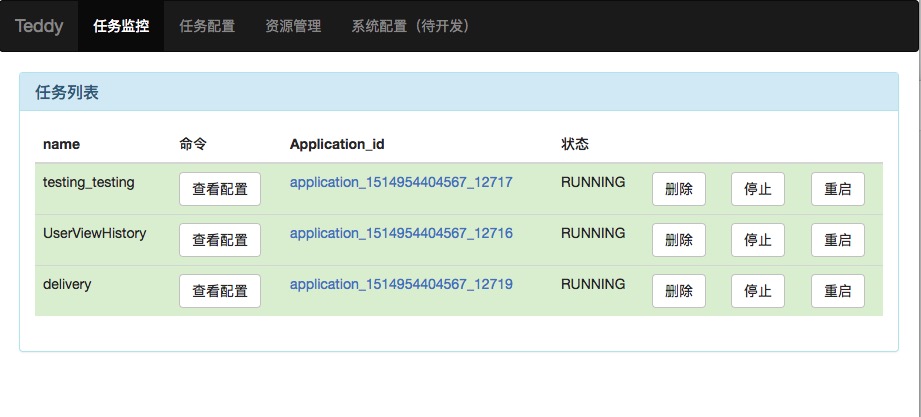 Teddy 任务监控 任务配置 资源管理 系统配置（待开发）
任务列表
name 命令 Application_id 状态
testing_testing 查看配置 application_1514954404567_12717 RUNNING 删除 停止 重启
UserViewHistory 查看配置 application_1514954404567_12716 RUNNING 删除 停止 重启
delivery 查看配置 application_1514954404567_12719 RUNNING 删除 停止 重启